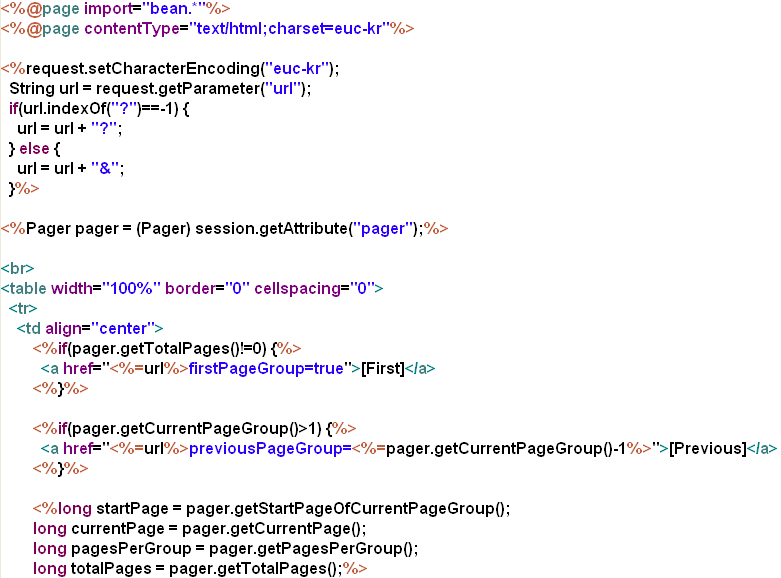 <%@page import="bean.*"%>
<%@page contentType="text/html;charset=euc-kr"%>
<%request.setCharacterEncoding("euc-kr");
String url = request.getParameter("url");
if(url.indexOf("?")==-1) {
url = url + "?";
} else {
url = url + "&";
}%>
<%Pager pager = (Pager) session.getAttribute("pager");%>
<br>
<table width="100%" border="0" cellspacing="0">
<tr>
<td align="center">
<%if(pager.getTotalPages()!=0) {%>
<a href="<%=url%>firstPageGroup=true">[First]</a>
<%}%>
<%if(pager.getCurrentPageGroup()>1) {%>
<a href="<%=url%>previousPageGroup=<%=pager.getCurrentPageGroup()-1%>">[Previous]</a>
<%}%>
<%long startPage = pager.getStartPageOfCurrentPageGroup();
long currentPage = pager.getCurrentPage();
long pagesPerGroup = pager.getPagesPerGroup();
long totalPages = pager.getTotalPages();%>